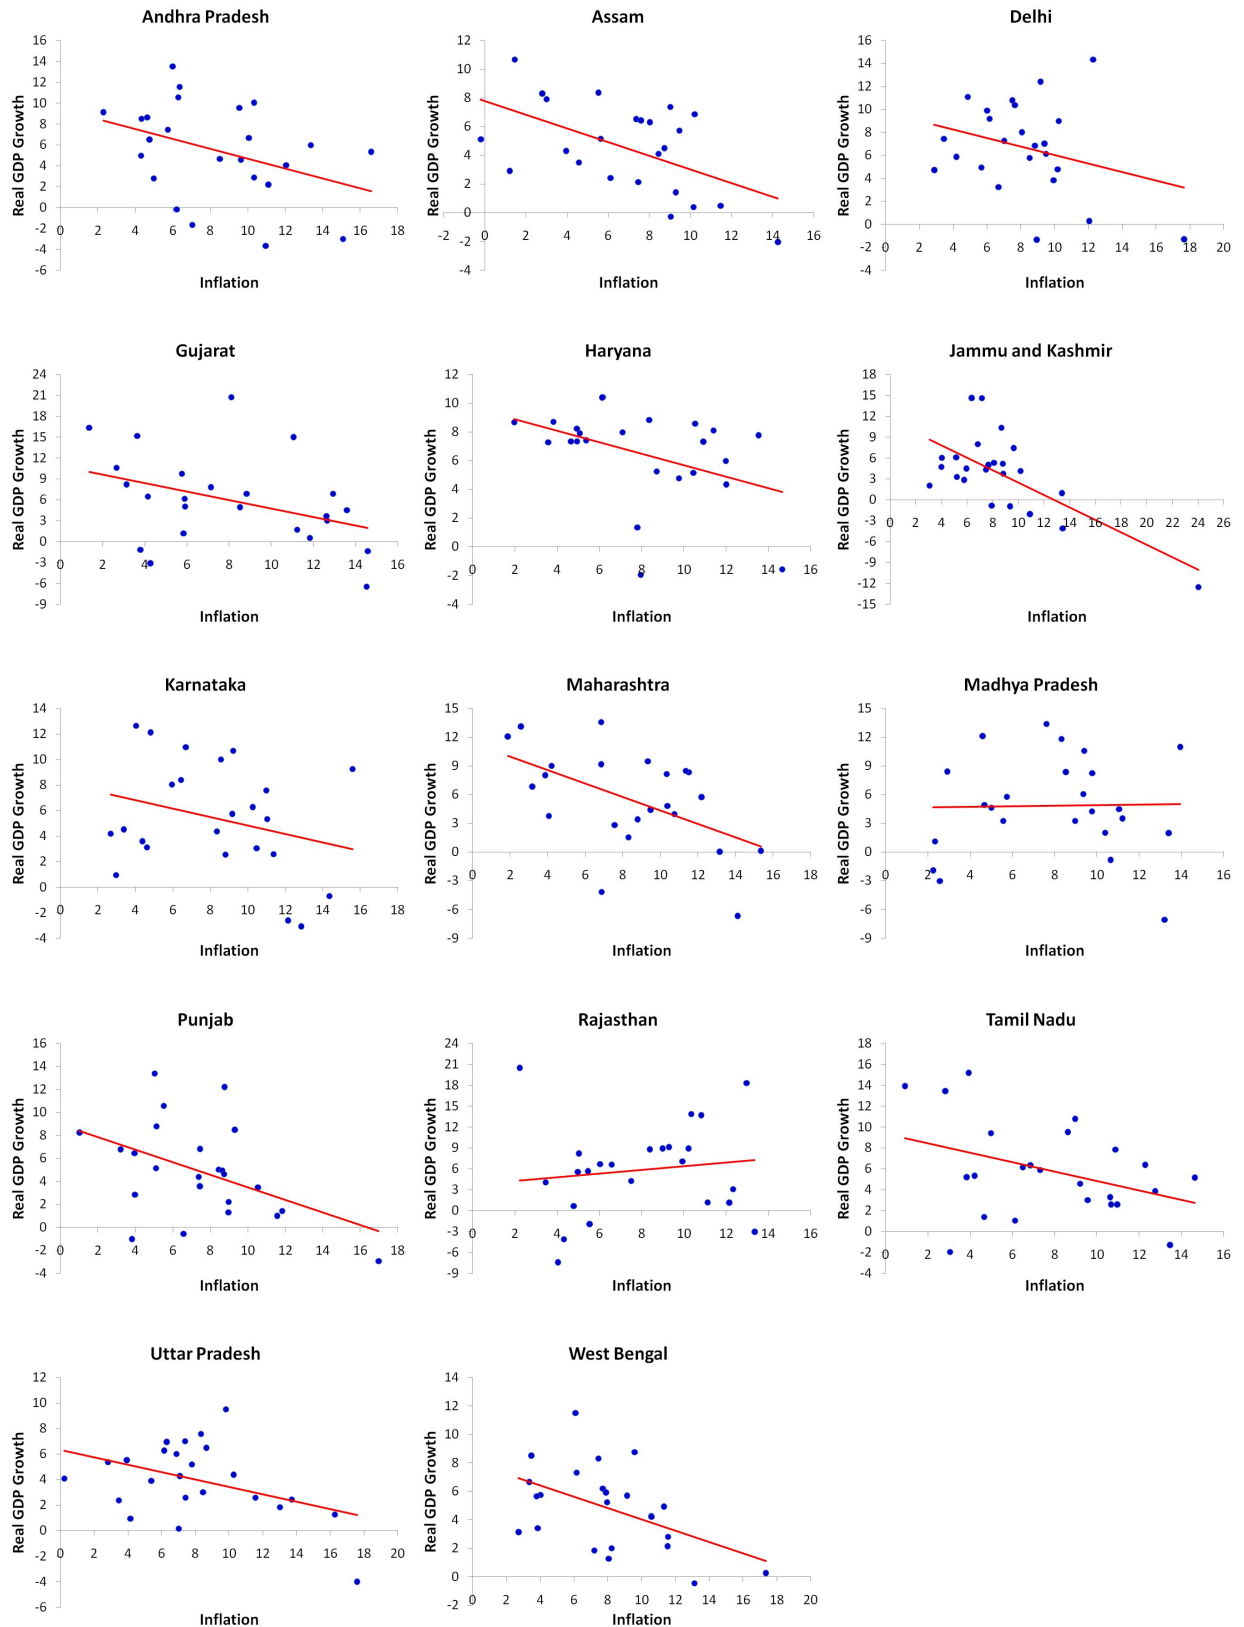 Andhra Pradesh
16
14
12
10
8
6
4
2
0
-2
-4
-6
0 2 4 6 8 10 12 14 16 18
Real GDP Growth
Inflation
Assam
12
10
8
6
4
2
0
-2
-4
-2 0 2 4 6 8 10 12 14 16
Real GDP Growth
Inflation
Delhi
16
14
12
10
8
6
4
2
0
-2
-4
0 2 4 6 8 10 12 14 16 18 20
Real GDP Growth
Inflation
Gujarat
24
21
18
15
12
9
6
3
0
-3
-6
-9
0 2 4 6 8 10 12 14 16
Real GDP Growth
Inflation
Haryana
12
10
8
6
4
2
0
-2
-4
0 2 4 6 8 10 12 14 16
Real GDP Growth
Inflation
Jammu and Kashmir
18
15
12
9
6
3
0
-3
-6
-9
-12
-15
0 2 4 6 8 10 12 14 16 18 20 22 24 26
Real GDP Growth
Inflation
Karnataka
14
12
10
8
6
4
2
0
-2
-4
0 2 4 6 8 10 12 14 16 18
Real GDP Growth
Inflation
Maharashtra
15
12
9
6
3
0
-3
-6
-9
0 2 4 6 8 10 12 14 16 18
Real GDP Growth
Inflation
Madhya Pradesh
15
12
9
6
3
0
-3
-6
-9
0 2 4 6 8 10 12 14 16
Real GDP Growth
Inflation
Punjab
16
14
12
10
8
6
4
2
0
-2
-4
0 2 4 6 8 10 12 14 16 18
Real GDP Growth
Inflation
Rajasthan
24
21
18
15
12
9
6
3
0
-3
-6
-9
0 2 4 6 8 10 12 14 16
Real GDP Growth
Inflation
Tamil Nadu
18
16
14
12
10
8
6
4
2
0
-2
-4
0 2 4 6 8 10 12 14 16
Real GDP Growth
Inflation
Uttar Pradesh
12
10
8
6
4
2
0
-2
-4
-6
0 2 4 6 8 10 12 14 16 18 20
Real GDP Growth
Inflation
West Bengal
14
12
10
8
6
4
2
0
-2
0 2 4 6 8 10 12 14 16 18 20
Real GDP Growth
Inflation